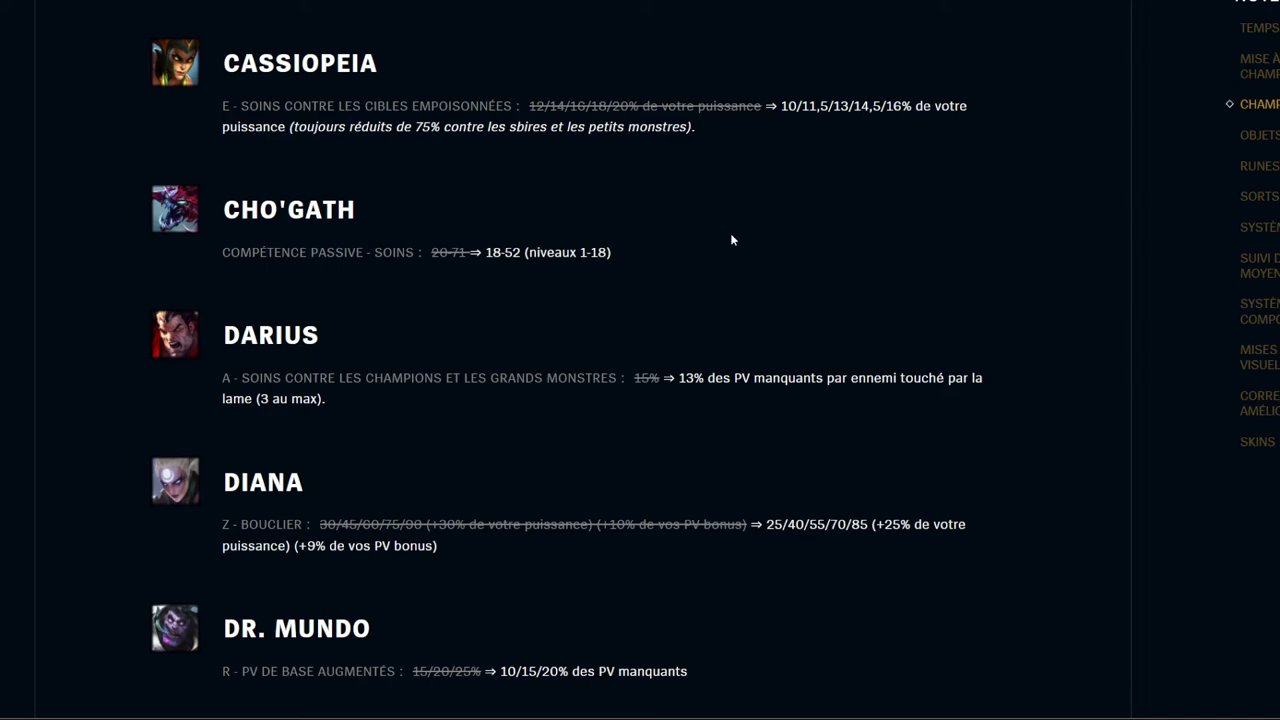 CASSIOPEIA
E - SOINS CONTRE LES CIBLES EMPOISONNÉES : 12/14/16/18/20% de votre puissance ⇒ 10/11,5/13/14,5/16% de votre
puissance (toujours réduits de 75% contre les sbires et les petits monstres).
CHO'GATH
COMPÉTENCE PASSIVE - SOINS : 20-71 ⇒ 18-52 (niveaux 1-18)
DARIUS
A - SOINS CONTRE LES CHAMPIONS ET LES GRANDS MONSTRES : 15% ⇒ 13% des PV manquants par ennemi touché par la
lame (3 au max).
DIANA
Z - BOUCLIER : 30/45/60/75/90 (+30% de votre puissance) (+10% de vos PV bonus) ⇒ 25/40/55/70/85 (+25% de votre
puissance) (+9% de vos PV bonus)
DR. MUNDO
R - PV DE BASE AUGMENTÉS : 15/20/25% ⇒ 10/15/20% des PV manquants
TEMPS
MISE À
CHAMP
CHAMP
OBJETS
RUNES
SORTS
SYSTÈ
SUIVI D
MOYEN
SYSTÈ
COMPO
MISES
VISUEL
CORRE
AMÉLIO
SKINS